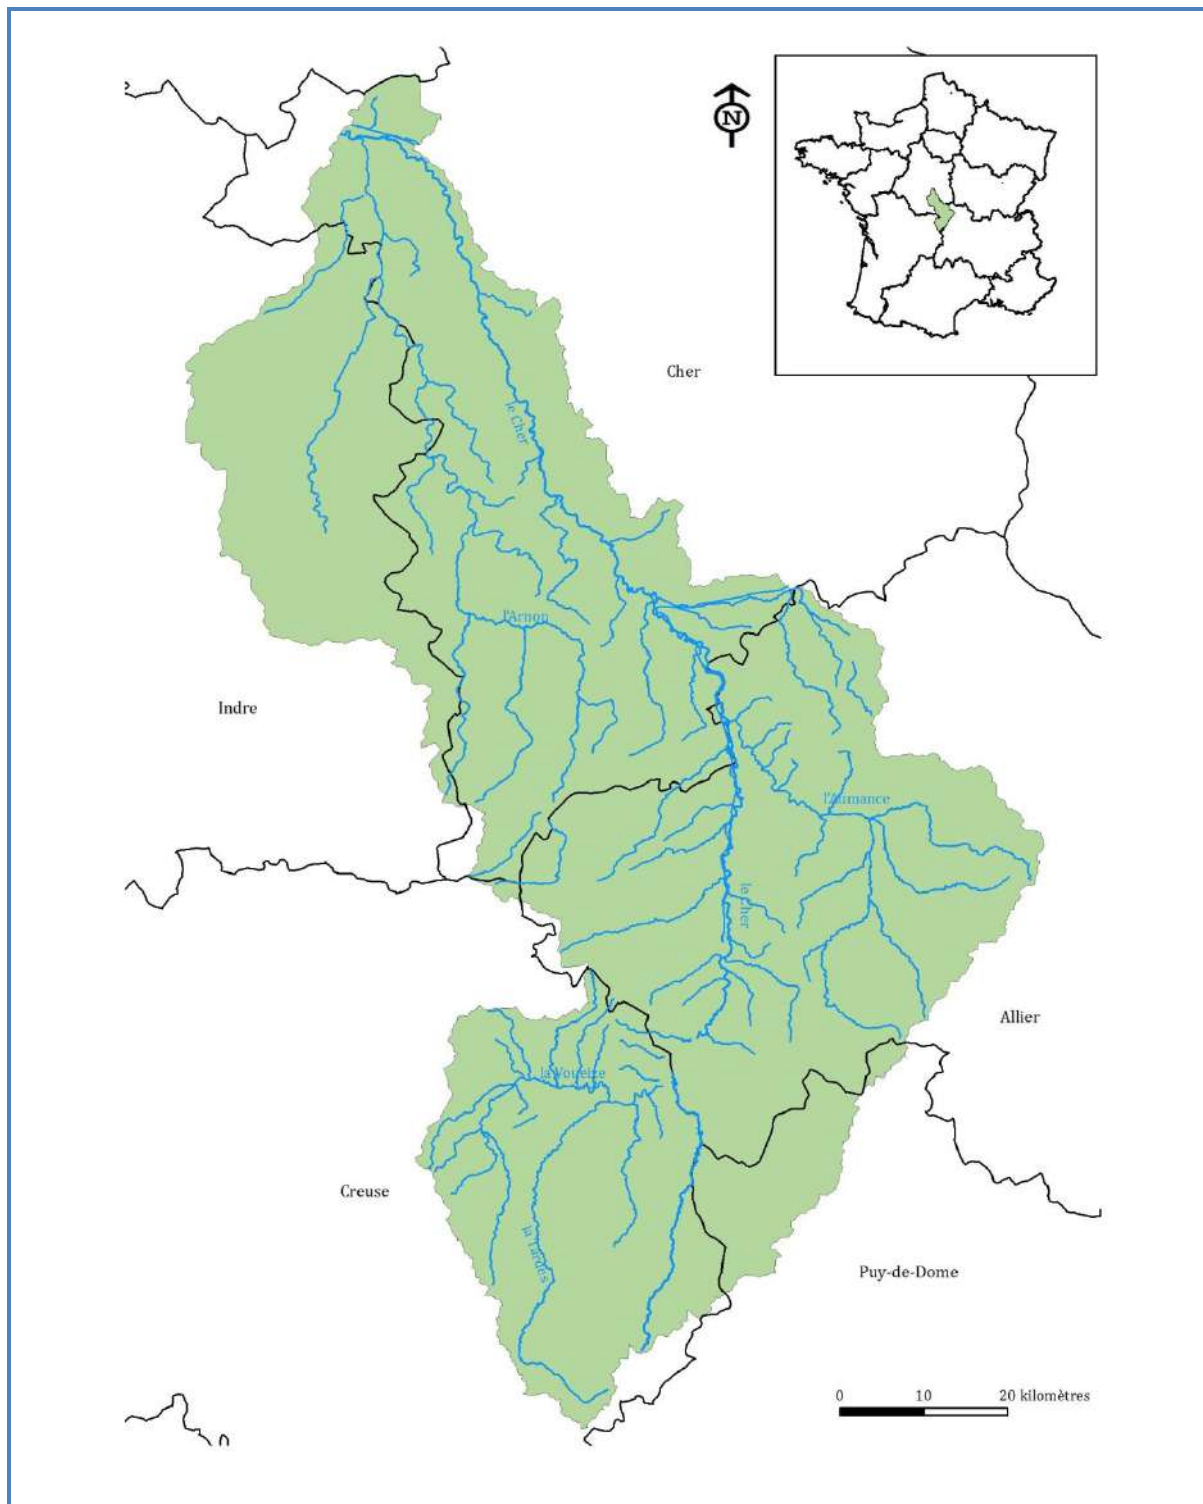 N
Cher
le Cher
l'Arnon
Indre
l'Aumance
le Cher
Allier
la Voueize
Creuse
la Tardes
Puy-de-Dome
0 10 20 kilomètres